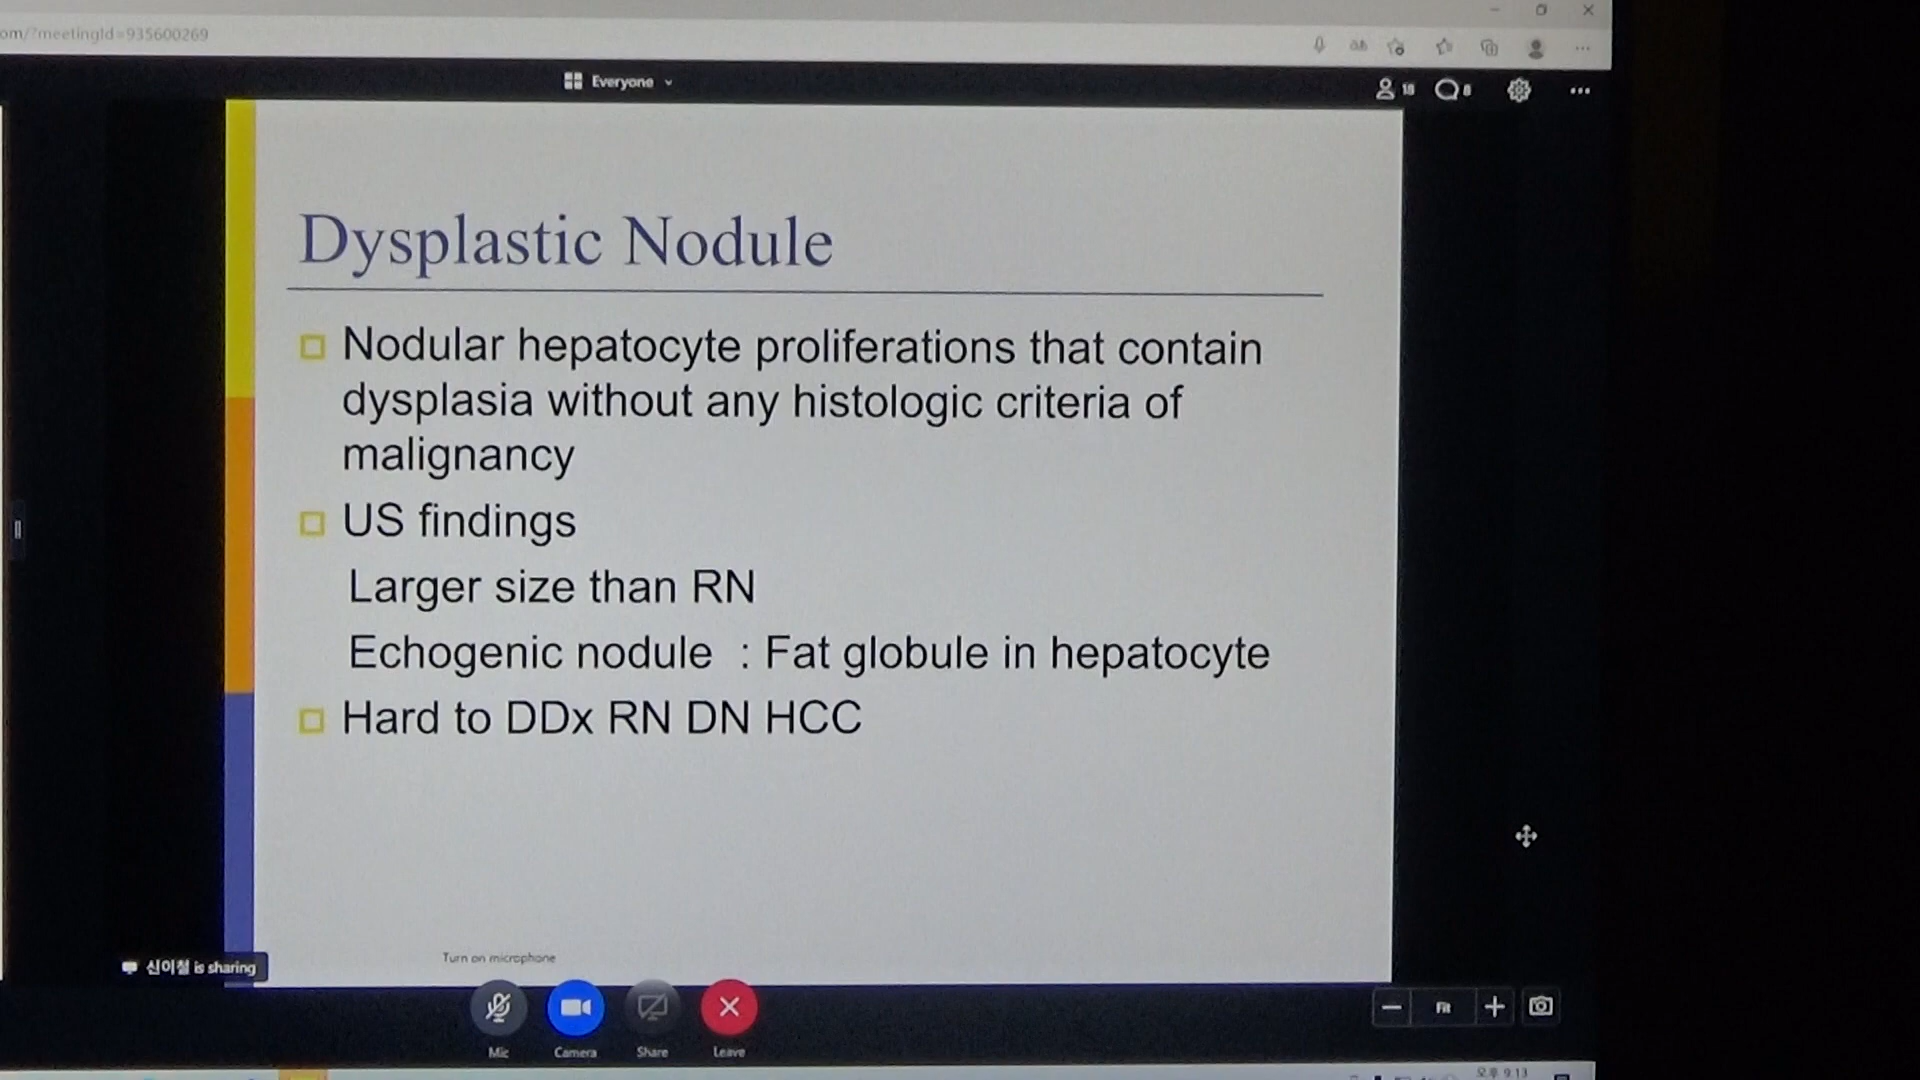 om/?meetingId=935600269
Everyone
18
8
Dysplastic Nodule
Nodular hepatocyte proliferations that contain
dysplasia without any histologic criteria of
malignancy
US findings
Larger size than RN
Echogenic nodule : Fat globule in hepatocyte
Hard to DDx RN DN HCC
신이철 is sharing
Turn on microphone
Mic
Camera
Share
Leave
Fit
오후 9:13